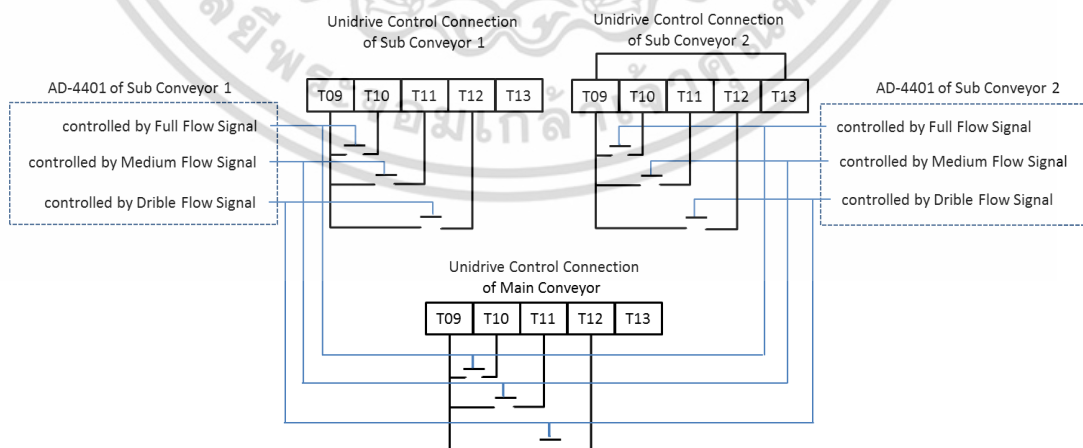 Unidrive Control Connection
of Sub Conveyor 1
Unidrive Control Connection
of Sub Conveyor 2
AD-4401 of Sub Conveyor 1
T09 T10 T11 T12 T13
T09 T10 T11 T12 T13
AD-4401 of Sub Conveyor 2
controlled by Full Flow Signal
controlled by Medium Flow Signal
controlled by Drible Flow Signal
controlled by Full Flow Signal
controlled by Medium Flow Signal
controlled by Drible Flow Signal
Unidrive Control Connection
of Main Conveyor
T09 T10 T11 T12 T13